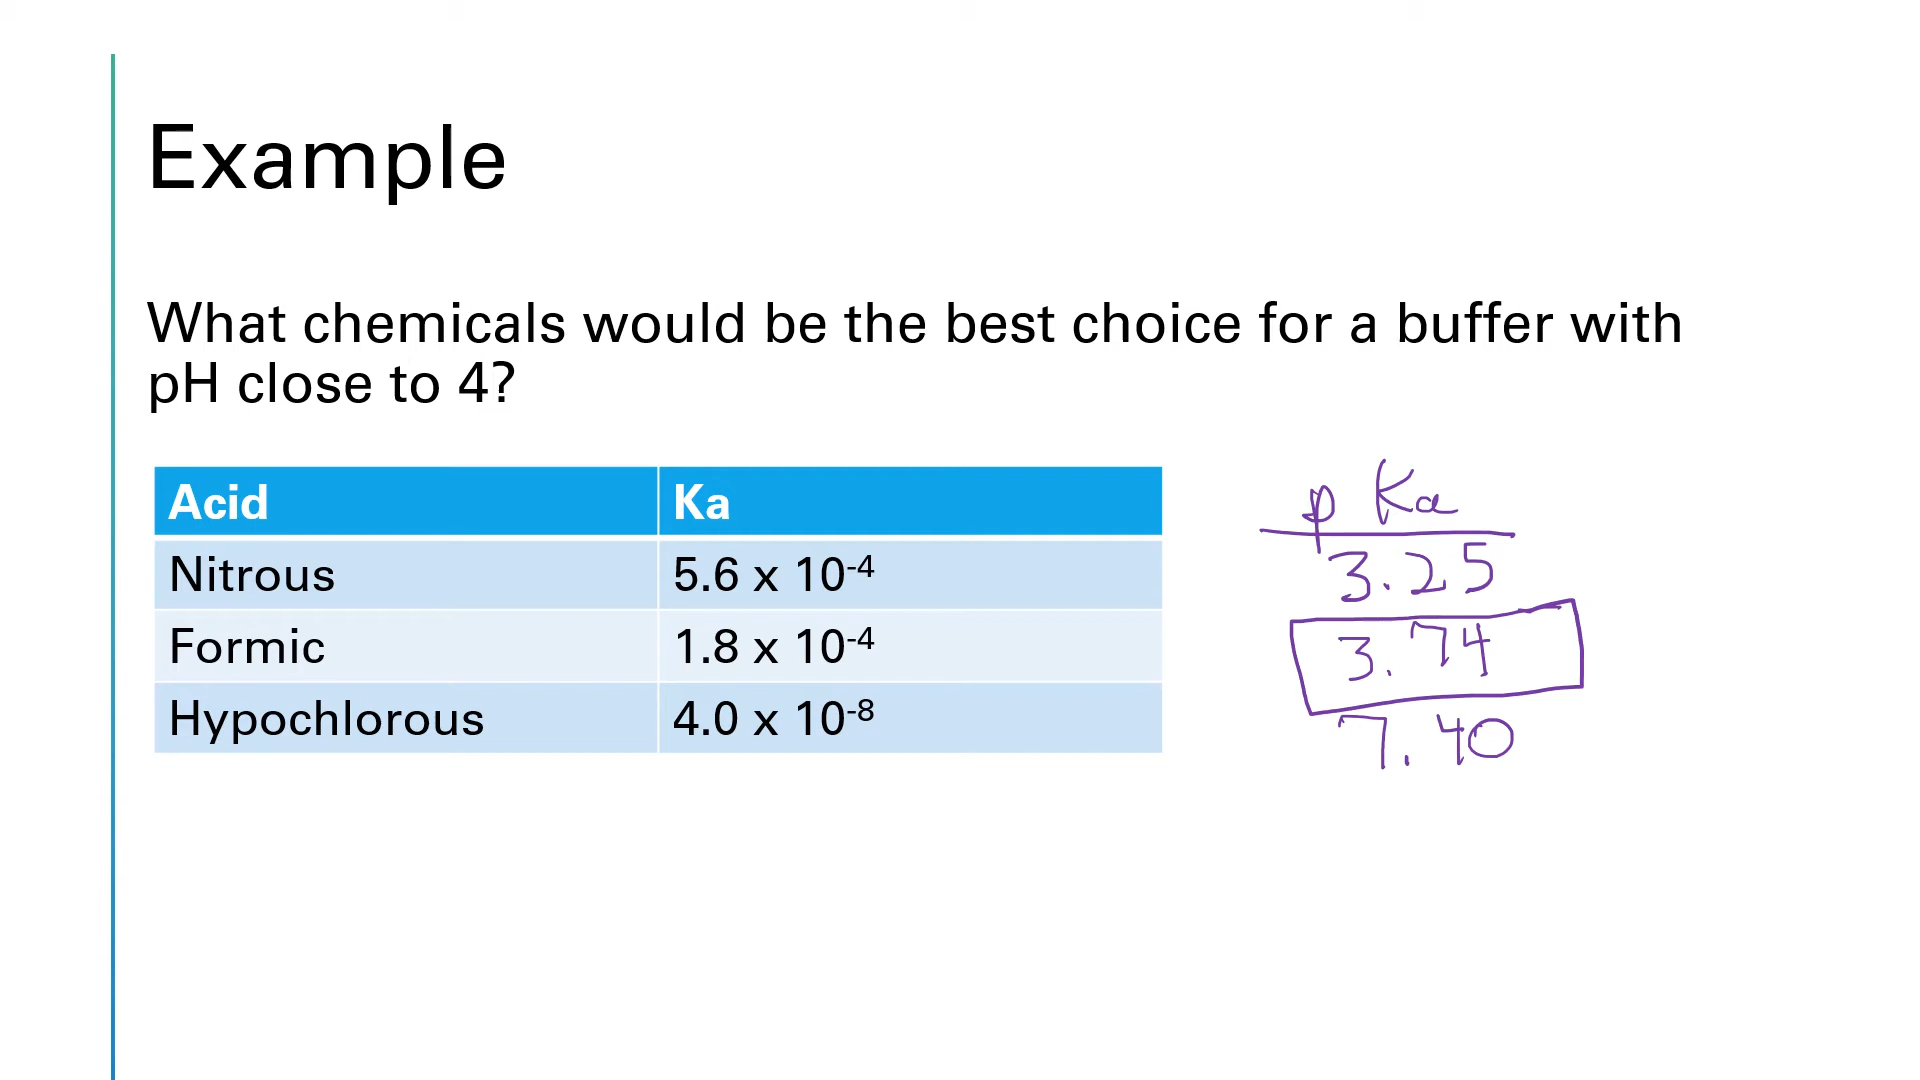 Example
What chemicals would be the best choice for a buffer with
pH close to 4?
Acid Ka pKa
Nitrous 5.6 x 10⁻⁴ 3.25
Formic 1.8 x 10⁻⁴ 3.74
Hypochlorous 4.0 x 10⁻⁸ 7.40